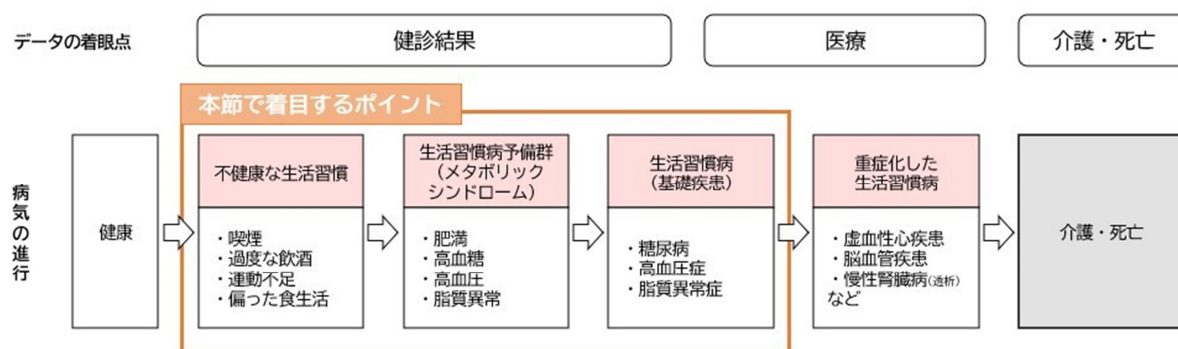 データの着眼点
健診結果
医療
介護・死亡
本節で着目するポイント
病気の進行
健康
不健康な生活習慣
・喫煙
・過度な飲酒
・運動不足
・偏った食生活
生活習慣病予備群
（メタボリック
シンドローム）
・肥満
・高血糖
・高血圧
・脂質異常
生活習慣病
（基礎疾患）
・糖尿病
・高血圧症
・脂質異常症
重症化した
生活習慣病
・虚血性心疾患
・脳血管疾患
・慢性腎臓病(透析)
など
介護・死亡